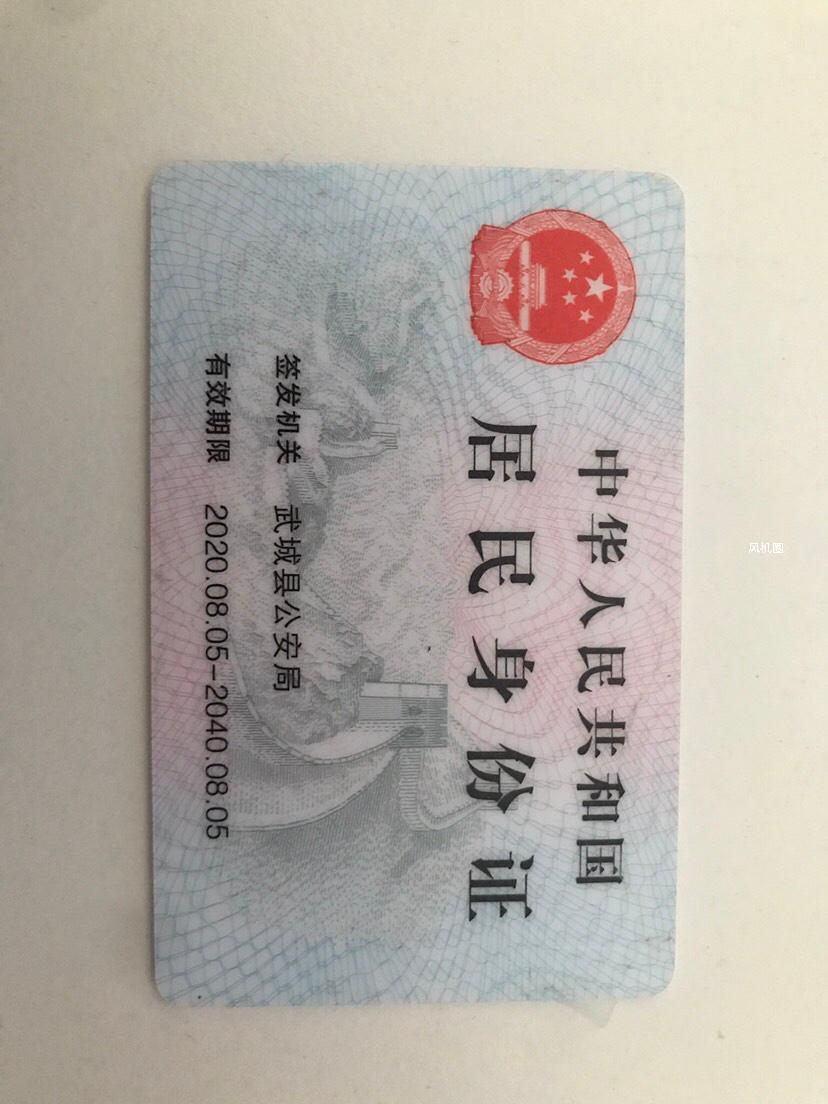 中华人民共和国
居民身份证
签发机关 武城县公安局
有效期限 2020.08.05-2040.08.05
风机圆